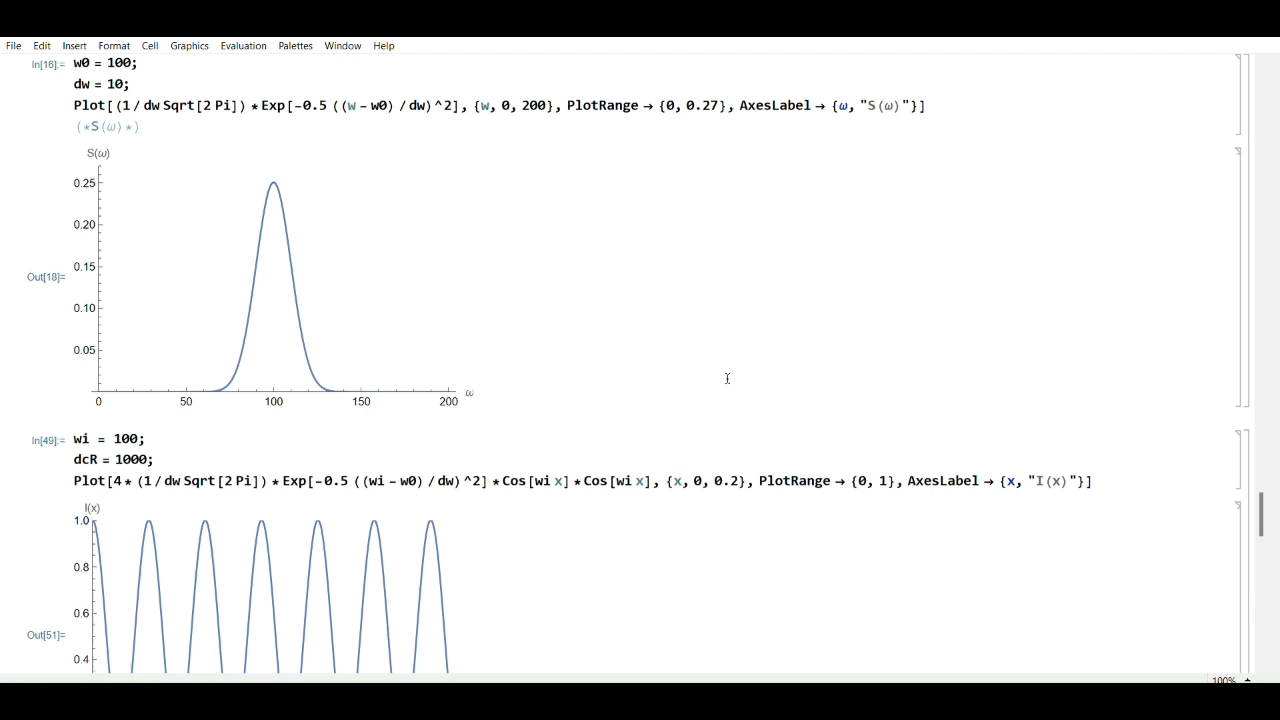 File Edit Insert Format Cell Graphics Evaluation Palettes Window Help
In[16]:= w0 = 100;
dw = 10;
Plot[(1/dw Sqrt[2 Pi]) * Exp[-0.5 ((w - w0) / dw)^2], {w, 0, 200}, PlotRange → {0, 0.27}, AxesLabel → {ω, "S(ω)"}]
(*S(ω)*)
S(ω)
0.25
0.20
0.15
Out[18]=
0.10
0.05
0 50 100 150 200 ω
In[49]:= wi = 100;
dcR = 1000;
Plot[4 * (1/dw Sqrt[2 Pi]) * Exp[-0.5 ((wi - w0) / dw)^2] * Cos[wi x] * Cos[wi x], {x, 0, 0.2}, PlotRange → {0, 1}, AxesLabel → {x, "I(x)"}]
I(x)
1.0
0.8
0.6
Out[51]=
0.4
100%